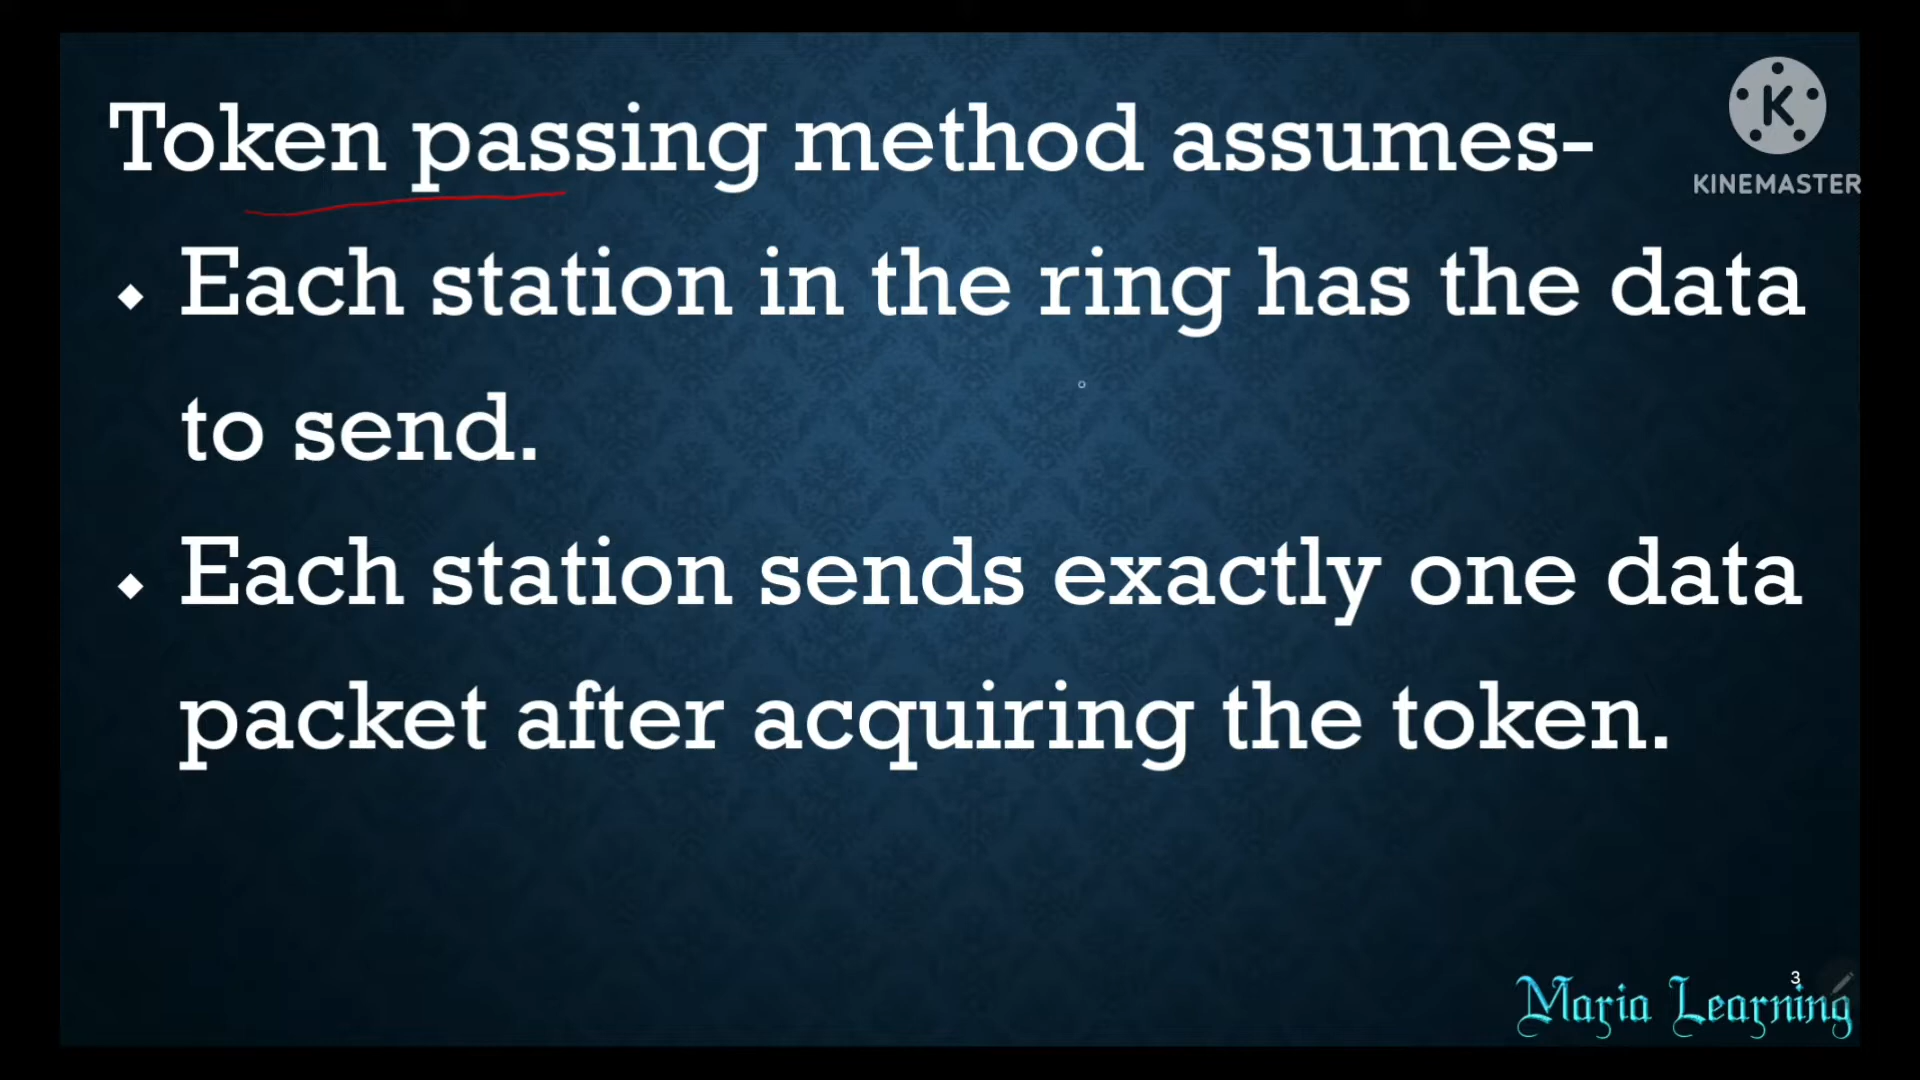 Token passing method assumes-
K
KINEMASTER
◆ Each station in the ring has the data
to send.
◆ Each station sends exactly one data
packet after acquiring the token.
3
Maria Learning